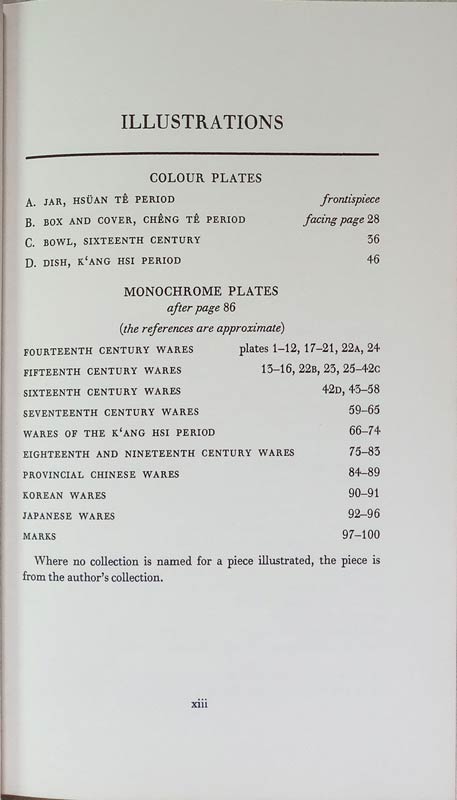 ILLUSTRATIONS
COLOUR PLATES
A. JAR, HSÜAN TÊ PERIOD frontispiece
B. BOX AND COVER, CHÊNG TÊ PERIOD facing page 28
C. BOWL, SIXTEENTH CENTURY 36
D. DISH, K‘ANG HSI PERIOD 46
MONOCHROME PLATES
after page 86
(the references are approximate)
FOURTEENTH CENTURY WARES plates 1–12, 17–21, 22A, 24
FIFTEENTH CENTURY WARES 13–16, 22B, 23, 25–42C
SIXTEENTH CENTURY WARES 42D, 43–58
SEVENTEENTH CENTURY WARES 59–65
WARES OF THE K‘ANG HSI PERIOD 66–74
EIGHTEENTH AND NINETEENTH CENTURY WARES 75–83
PROVINCIAL CHINESE WARES 84–89
KOREAN WARES 90–91
JAPANESE WARES 92–96
MARKS 97–100
Where no collection is named for a piece illustrated, the piece is
from the author's collection.
xiii